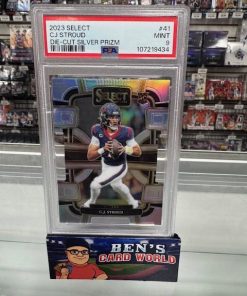 2023 SELECT #41
CJ STROUD MINT
DIE-CUT SILVER PRIZM 9
PSA 107219434
SELECT
C.J. STROUD
BEN'S
CARD WORLD